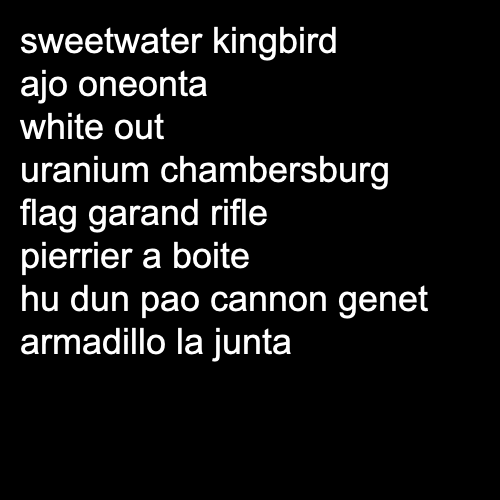 sweetwater kingbird
ajo oneonta
white out
uranium chambersburg
flag garand rifle
pierrier a boite
hu dun pao cannon genet
armadillo la junta